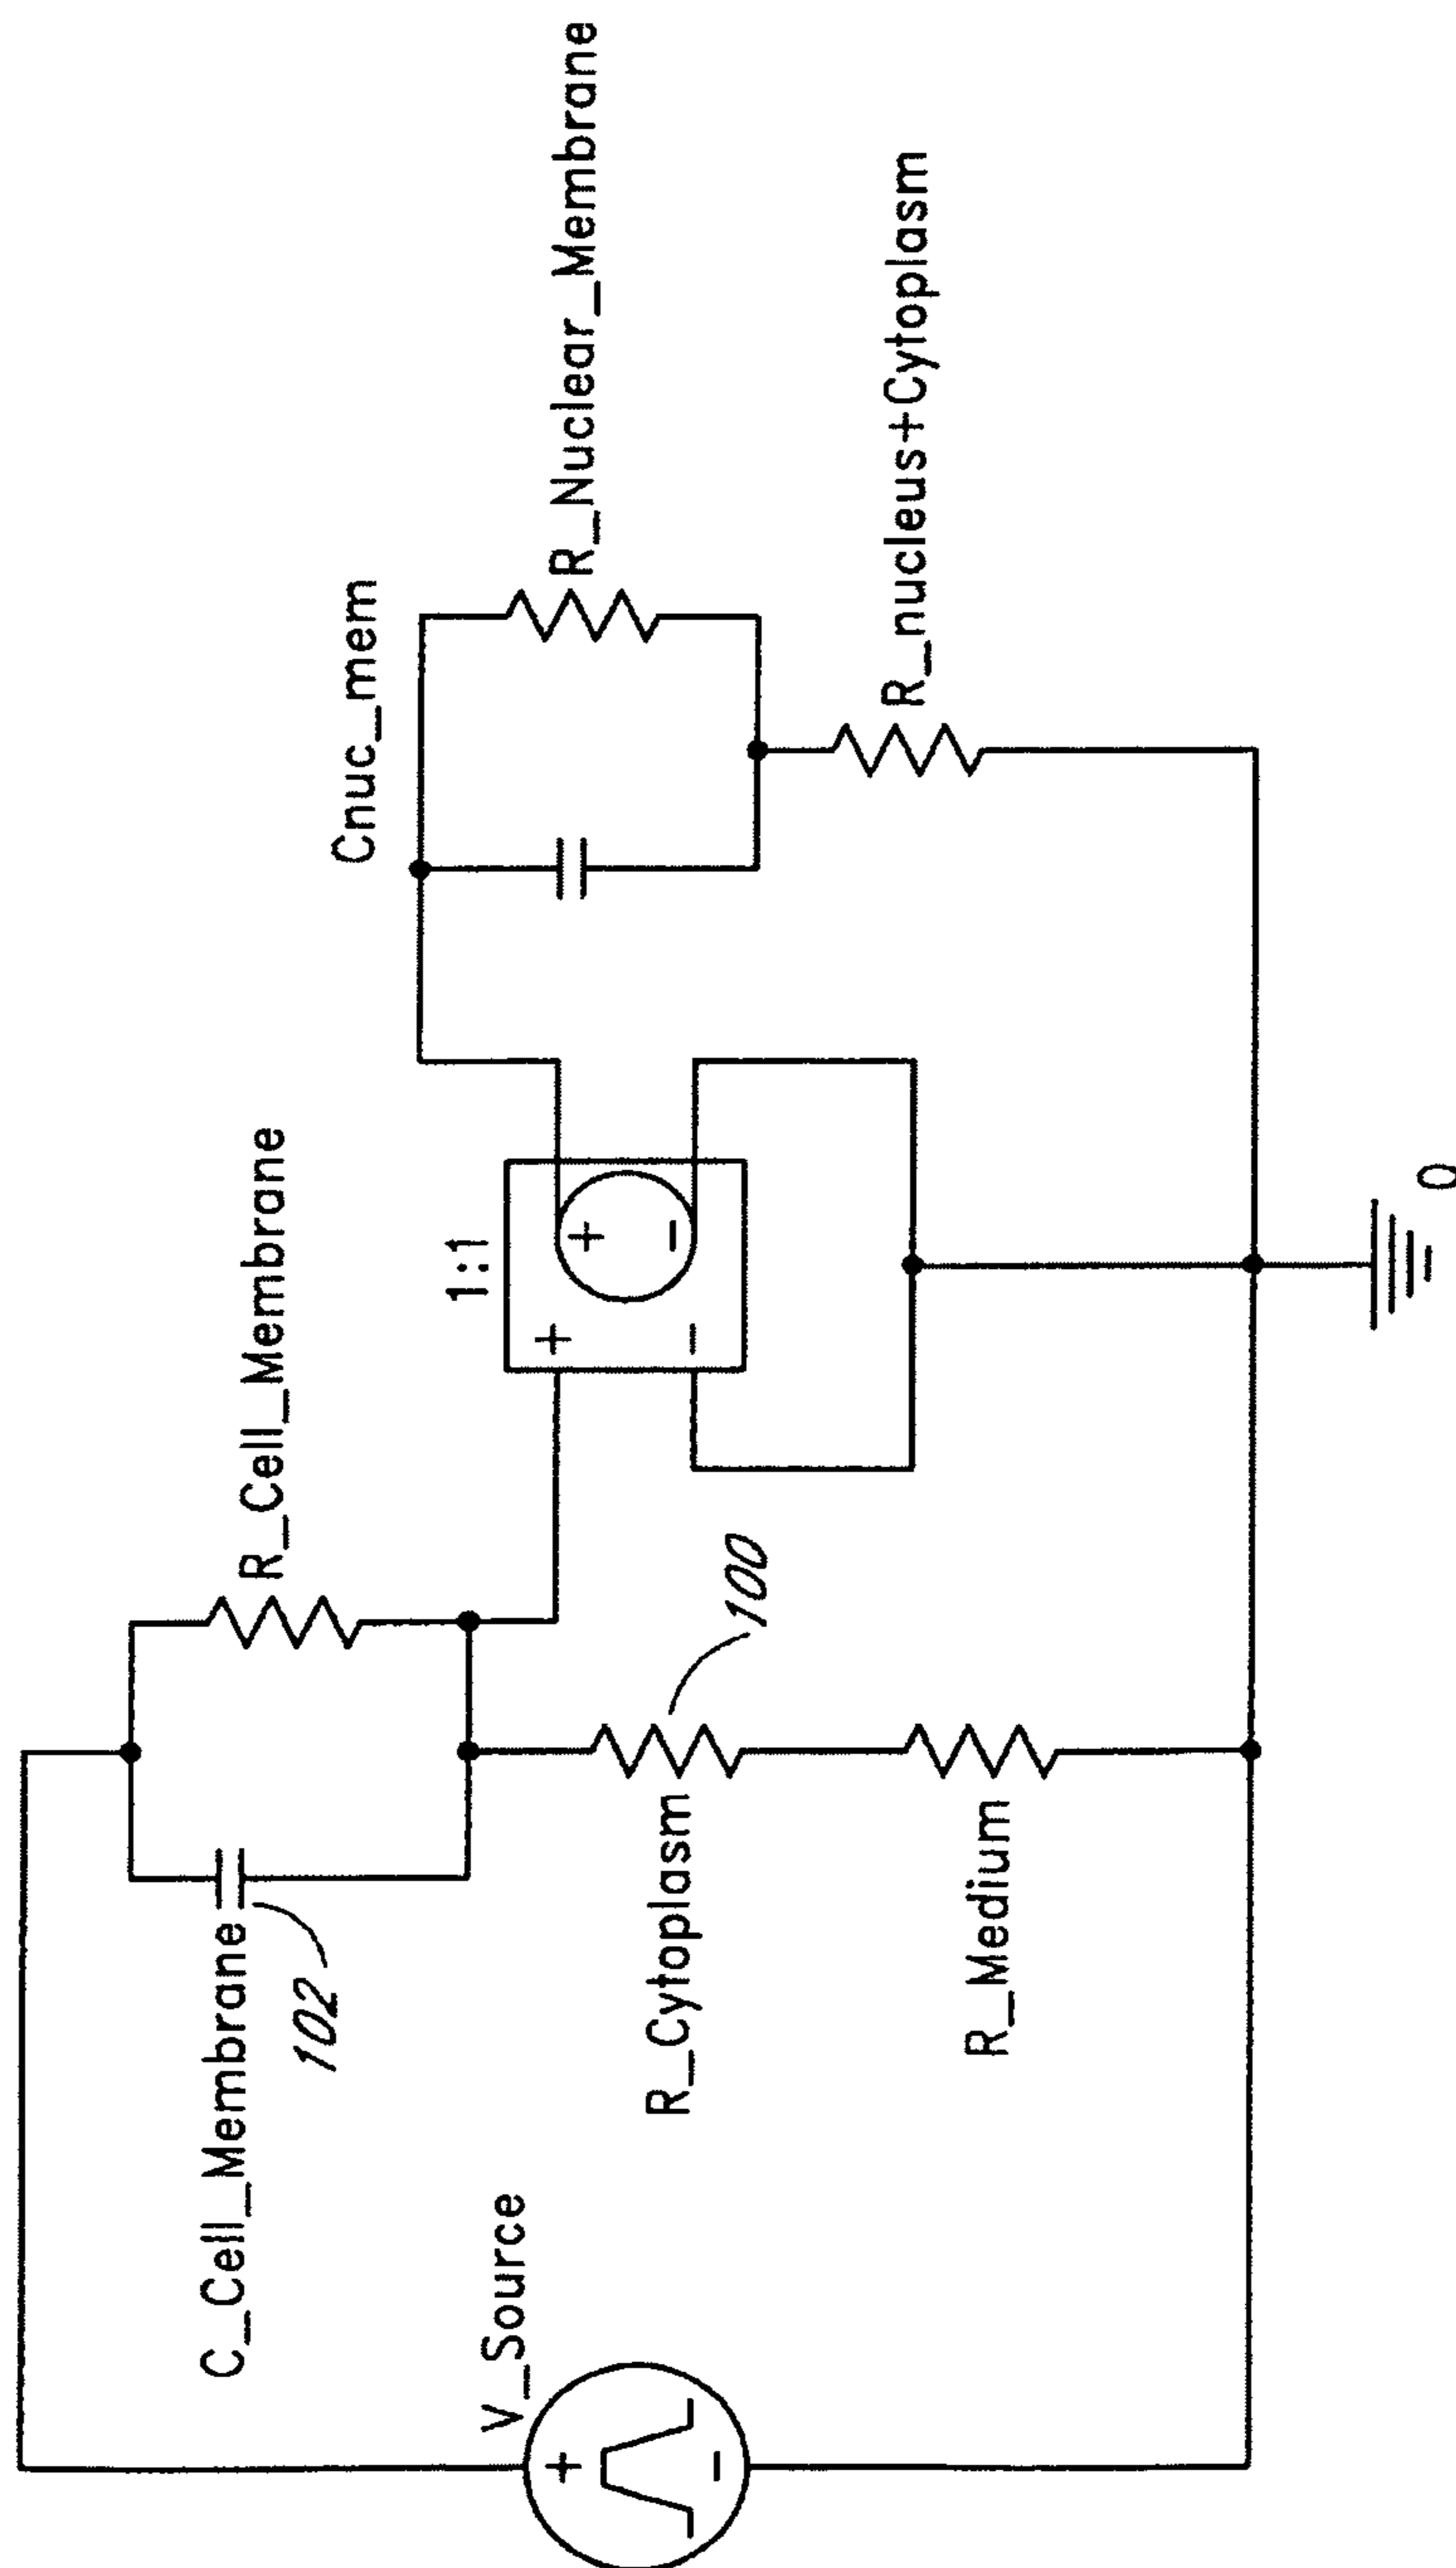 V_Source
+
-
C_Cell_Membrane
102
R_Cell_Membrane
R_Cytoplasm
100
R_Medium
1:1
+
-
+
-
Cnuc_mem
R_Nuclear_Membrane
R_nucleus+Cytoplasm
0